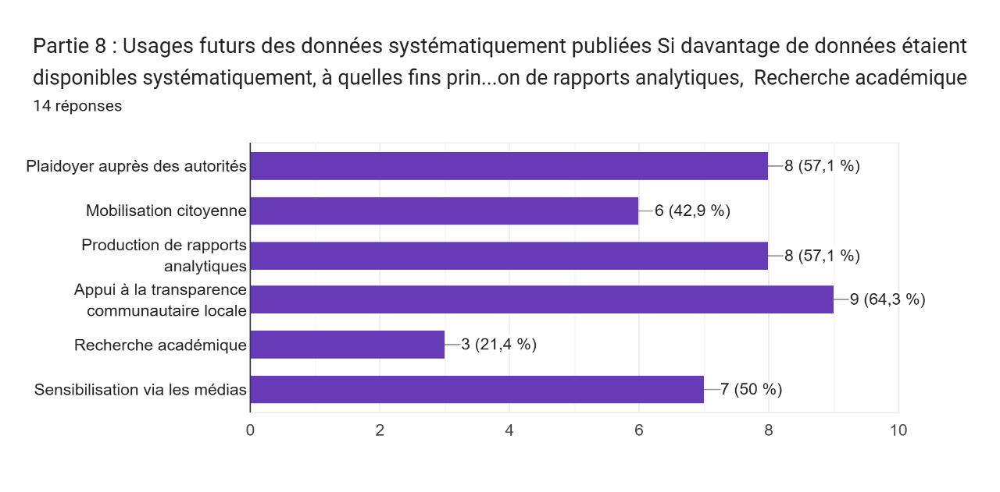 Partie 8 : Usages futurs des données systématiquement publiées Si davantage de données étaient
disponibles systématiquement, à quelles fins prin...on de rapports analytiques,  Recherche académique
14 réponses
Plaidoyer auprès des autorités
8 (57,1 %)
Mobilisation citoyenne
6 (42,9 %)
Production de rapports
analytiques
8 (57,1 %)
Appui à la transparence
communautaire locale
9 (64,3 %)
Recherche académique
3 (21,4 %)
Sensibilisation via les médias
7 (50 %)
0 2 4 6 8 10